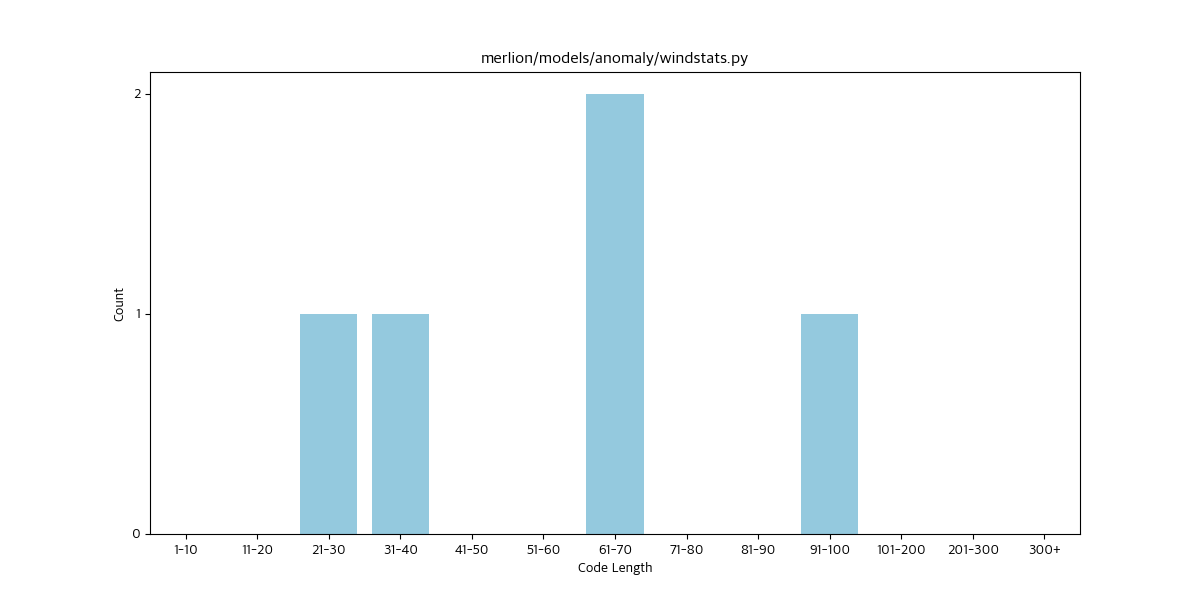 merlion/models/anomaly/windstats.py
2
1
0
Count
1-10 11-20 21-30 31-40 41-50 51-60 61-70 71-80 81-90 91-100 101-200 201-300 300+
Code Length